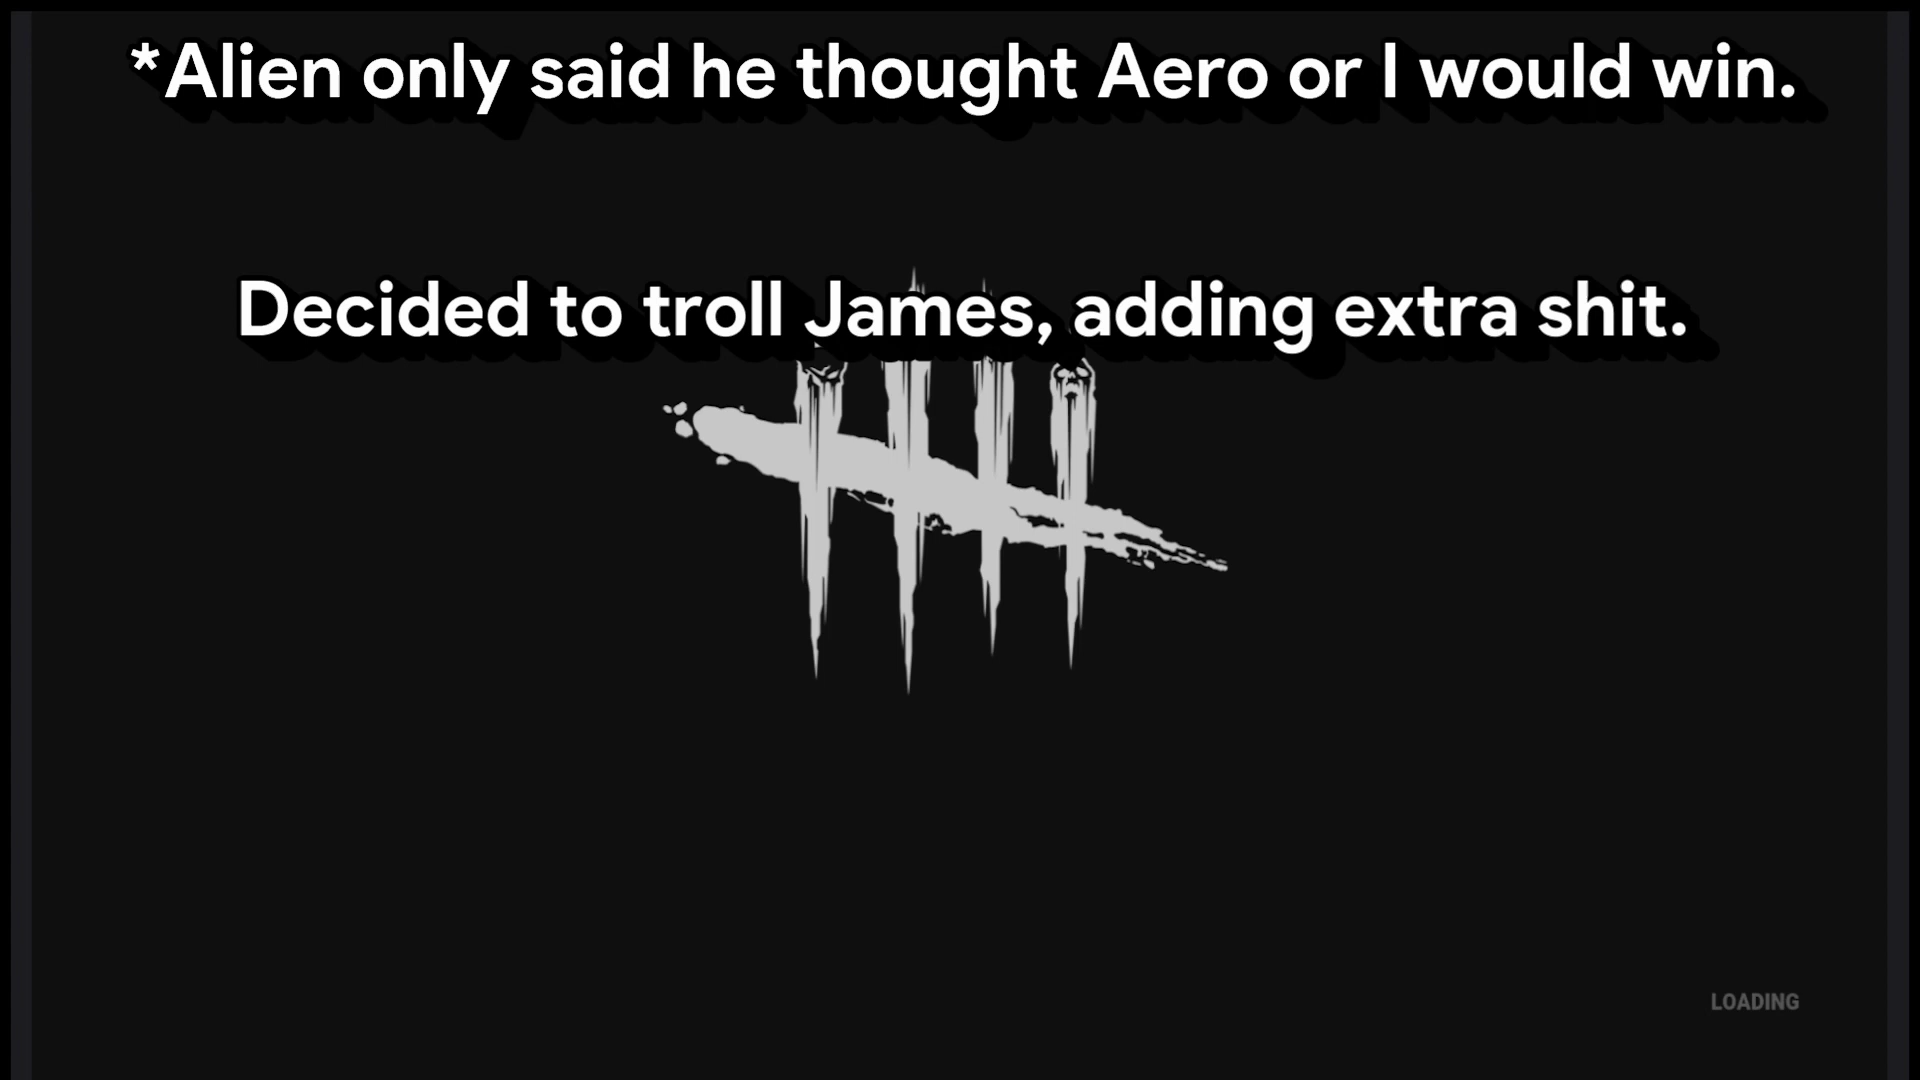 *Alien only said he thought Aero or I would win.
Decided to troll James, adding extra shit.
LOADING